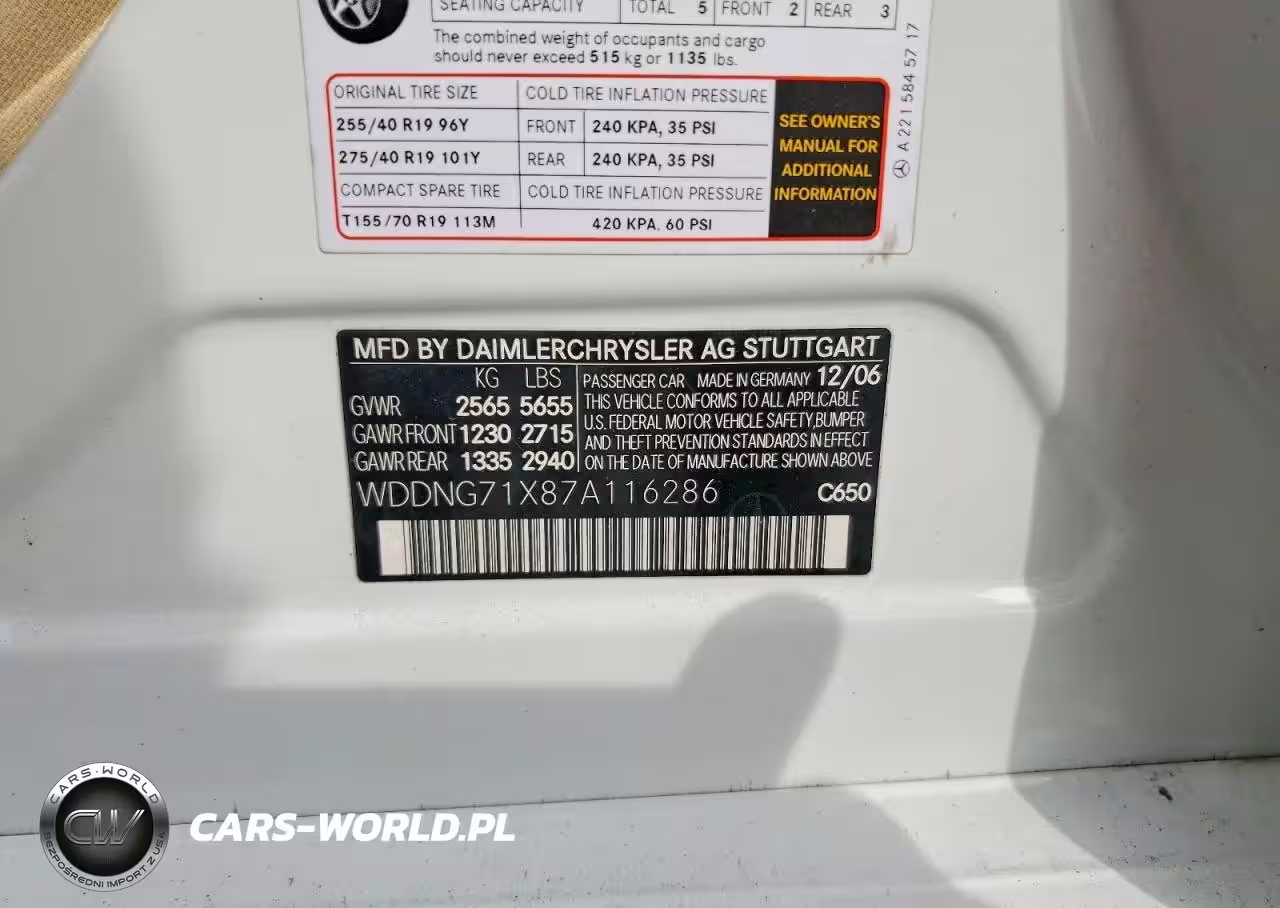 SEATING CAPACITY TOTAL 5 FRONT 2 REAR 3
The combined weight of occupants and cargo
should never exceed 515 kg or 1135 lbs.
ORIGINAL TIRE SIZE COLD TIRE INFLATION PRESSURE
255/40 R19 96Y FRONT 240 KPA, 35 PSI
275/40 R19 101Y REAR 240 KPA, 35 PSI
COMPACT SPARE TIRE COLD TIRE INFLATION PRESSURE
T155/70 R19 113M 420 KPA. 60 PSI
SEE OWNER'S
MANUAL FOR
ADDITIONAL
INFORMATION
A 221 584 57 17
MFD BY DAIMLERCHRYSLER AG STUTTGART
KG LBS
GVWR 2565 5655
GAWR FRONT 1230 2715
GAWR REAR 1335 2940
PASSENGER CAR MADE IN GERMANY 12/06
THIS VEHICLE CONFORMS TO ALL APPLICABLE
U.S. FEDERAL MOTOR VEHICLE SAFETY, BUMPER
AND THEFT PREVENTION STANDARDS IN EFFECT
ON THE DATE OF MANUFACTURE SHOWN ABOVE
WDDNG71X87A116286 C650
CARS-WORLD
CW
BEZPOŚREDNI IMPORT Z USA
CARS-WORLD.PL